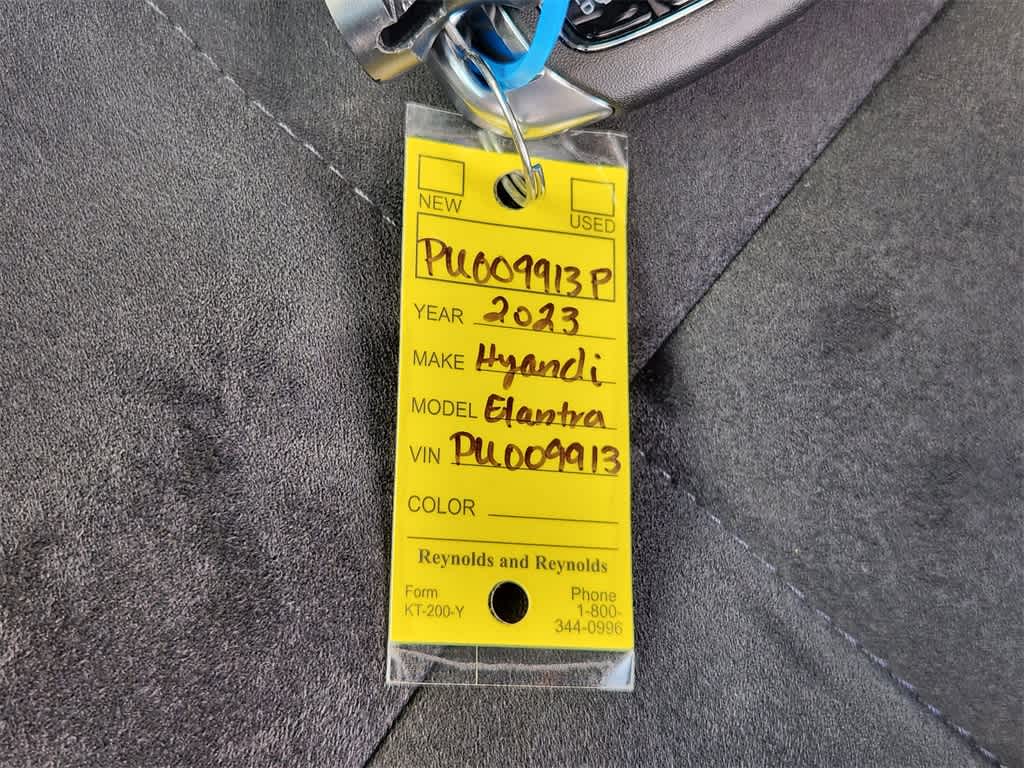 NEW USED
PU009913P
YEAR 2023
MAKE Hyandi
MODEL Elantra
VIN PU009913
COLOR
Reynolds and Reynolds
Form Phone
KT-200-Y 1-800-
344-0996